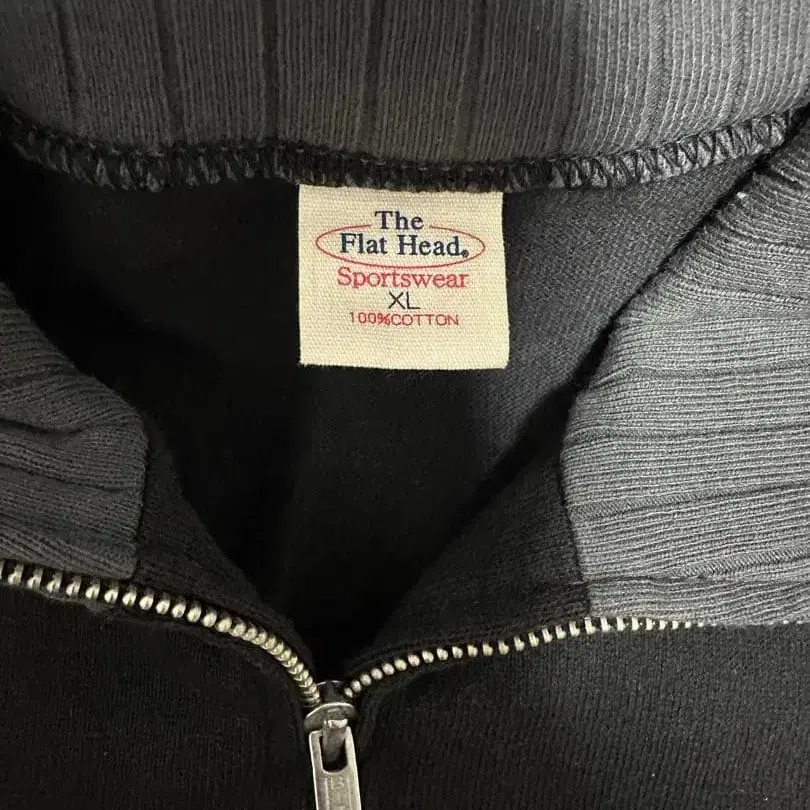 The
Flat Head®
Sportswear
XL
100%COTTON